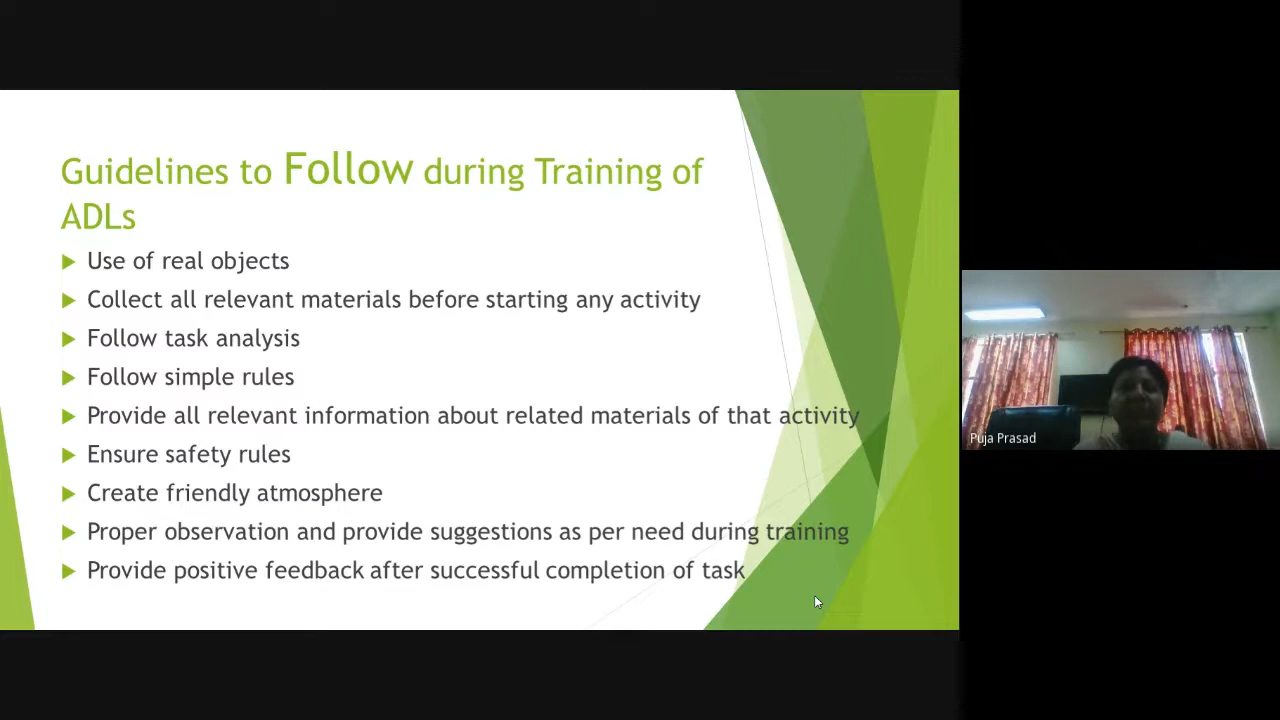 Guidelines to Follow during Training of
ADLs
Use of real objects
Collect all relevant materials before starting any activity
Follow task analysis
Follow simple rules
Provide all relevant information about related materials of that activity
Ensure safety rules
Create friendly atmosphere
Proper observation and provide suggestions as per need during training
Provide positive feedback after successful completion of task
Puja Prasad